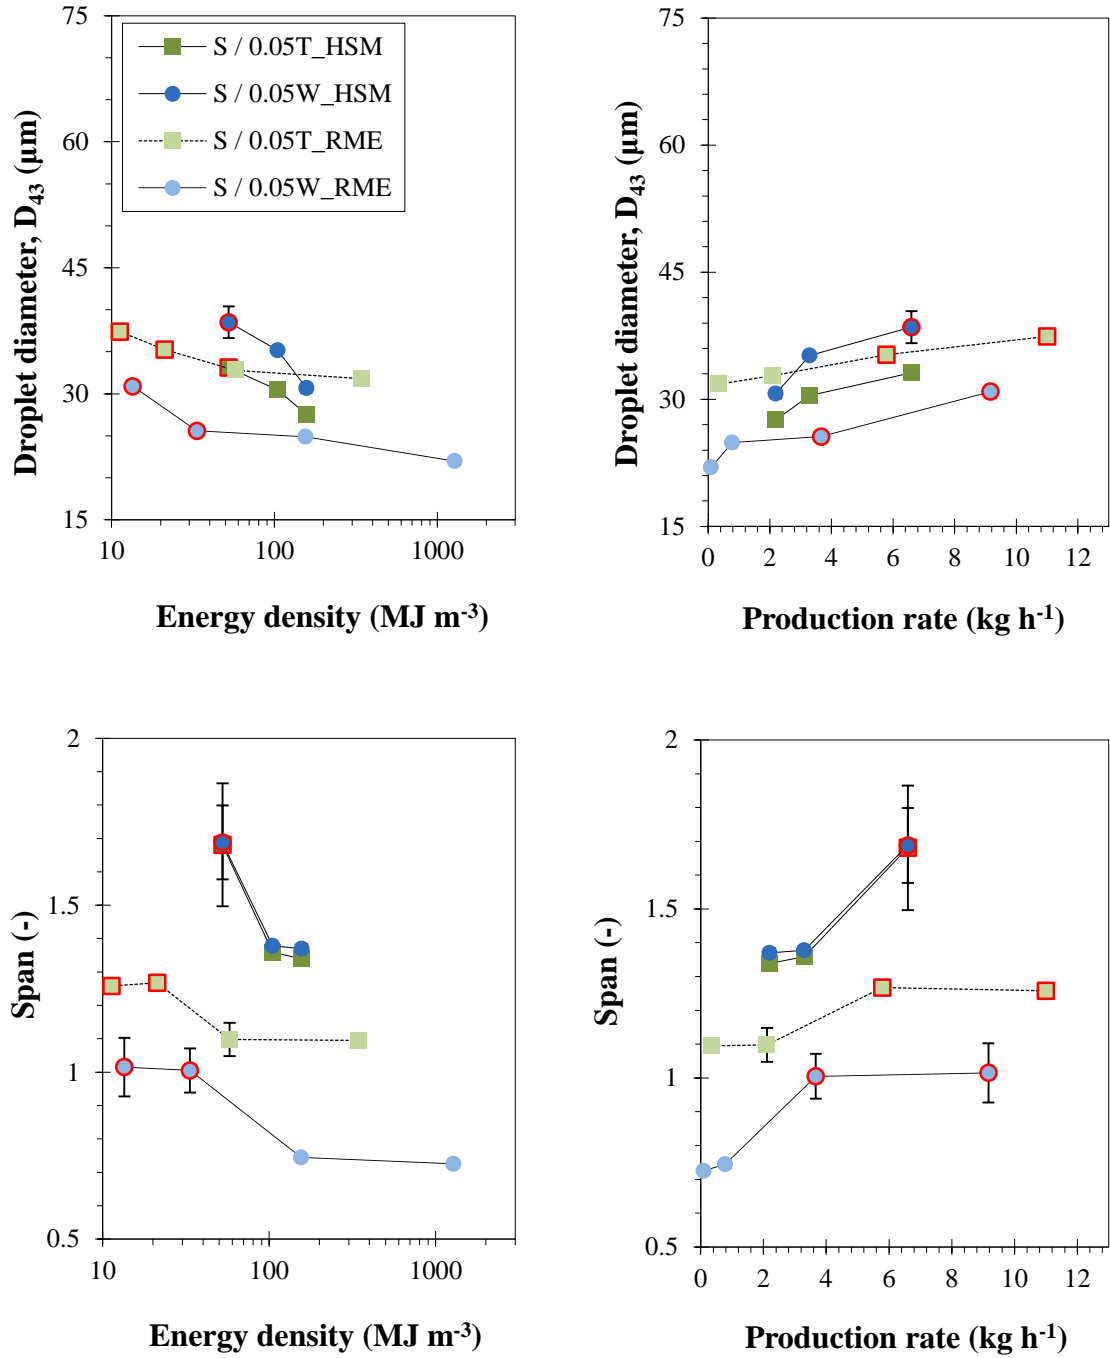 75
60
45
30
15
10
100
1000
Droplet diameter, D43 (μm)
Energy density (MJ m-3)
S / 0.05T_HSM
S / 0.05W_HSM
S / 0.05T_RME
S / 0.05W_RME
75
60
45
30
15
0 2 4 6 8 10 12
Droplet diameter, D43 (μm)
Production rate (kg h-1)
2
1.5
1
0.5
10 100 1000
Span (-)
Energy density (MJ m-3)
2
1.5
1
0.5
0 2 4 6 8 10 12
Span (-)
Production rate (kg h-1)